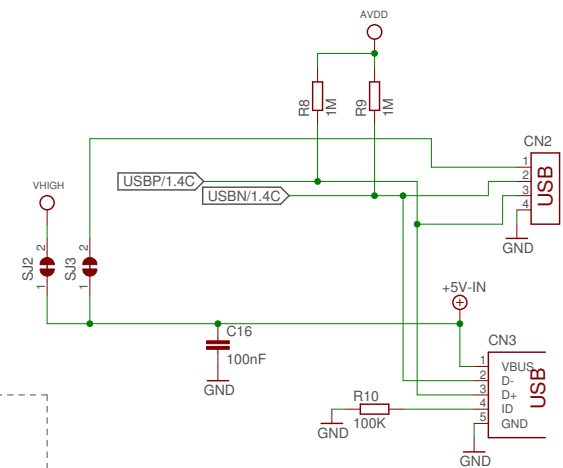 AVDD
R8
1M
R9
1M
CN2
1
2
3
4
USB
GND
USBP/1.4C
USBN/1.4C
VHIGH
SJ2
2
1
SJ3
2
1
+5V-IN
C16
100nF
GND
CN3
1
2
3
4
5
VBUS
D-
D+
ID
GND
USB
R10
100K
GND
GND